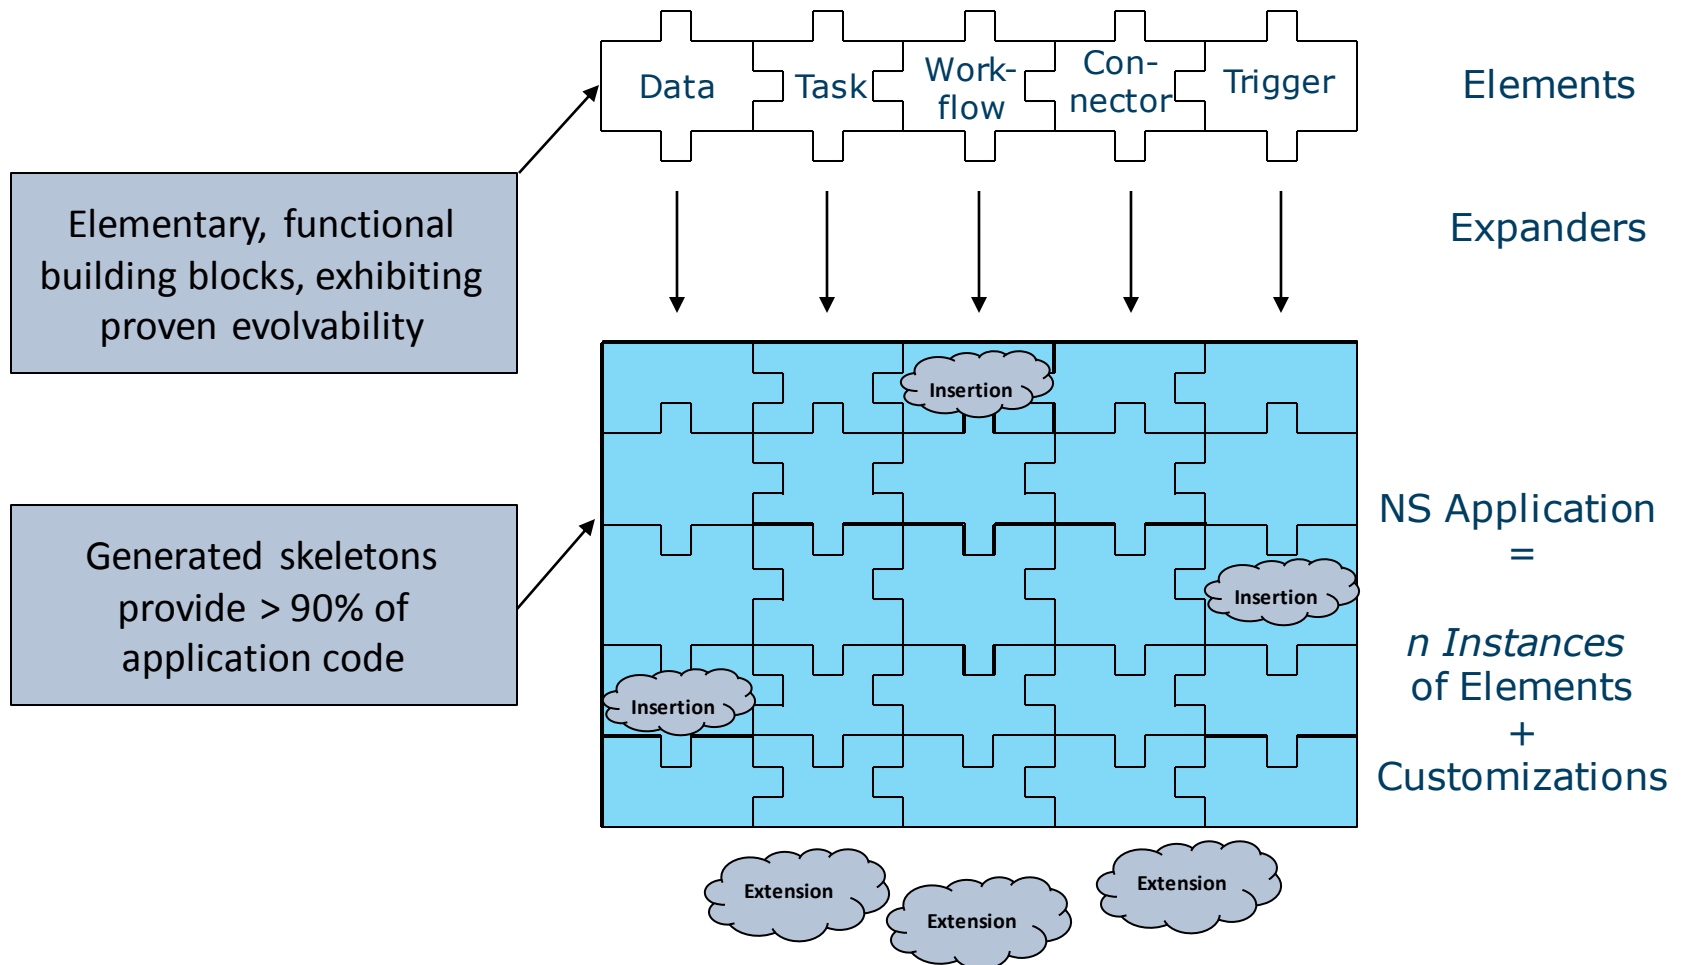 Data
Task
Work-
flow
Con-
nector
Trigger
Elements
Elementary, functional
building blocks, exhibiting
proven evolvability
Expanders
Insertion
Generated skeletons
provide > 90% of
application code
NS Application
=
n Instances
of Elements
+
Customizations
Insertion
Insertion
Extension
Extension
Extension